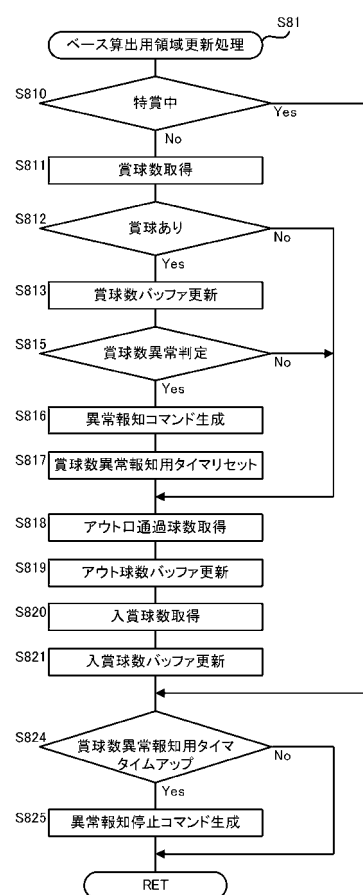 S81
ベース算出用領域更新処理
S810
特賞中
Yes
No
S811
賞球数取得
S812
賞球あり
No
Yes
S813
賞球数バッファ更新
S815
賞球数異常判定
No
Yes
S816
異常報知コマンド生成
S817
賞球数異常報知用タイマリセット
S818
アウト口通過球数取得
S819
アウト球数バッファ更新
S820
入賞球数取得
S821
入賞球数バッファ更新
S824
賞球数異常報知用タイマ
タイムアップ
No
Yes
S825
異常報知停止コマンド生成
RET